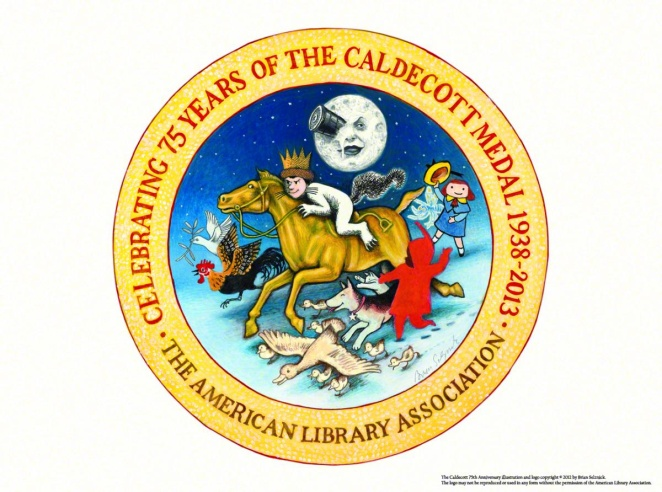 CELEBRATING 75 YEARS OF THE CALDECOTT MEDAL 1938-2013
• THE AMERICAN LIBRARY ASSOCIATION •
Brian Selznick
The Caldecott 75th Anniversary illustration and logo copyright © 2012 by Brian Selznick.
The logo may not be reproduced or used in any form without the permission of the American Library Association.